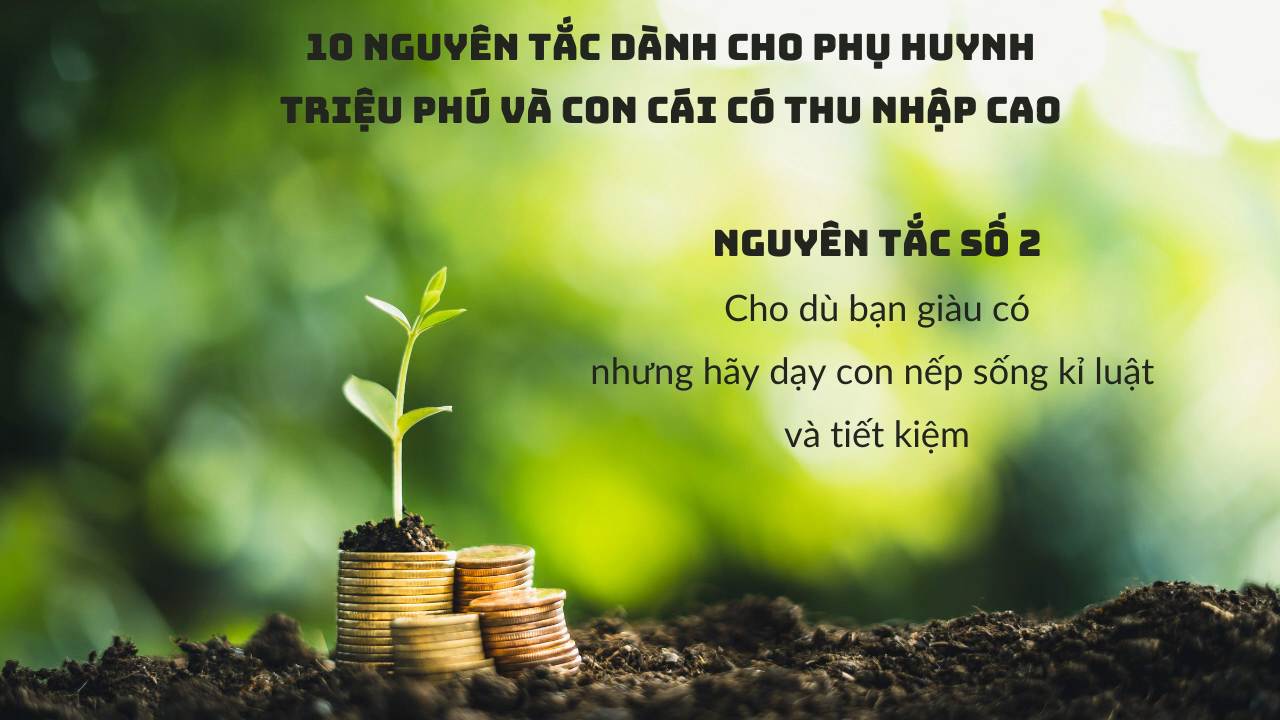 10 NGUYÊN TẮC DÀNH CHO PHỤ HUYNH
TRIỆU PHÚ VÀ CON CÁI CÓ THU NHẬP CAO
NGUYÊN TẮC SỐ 2
Cho dù bạn giàu có
nhưng hãy dạy con nếp sống kỉ luật
và tiết kiệm